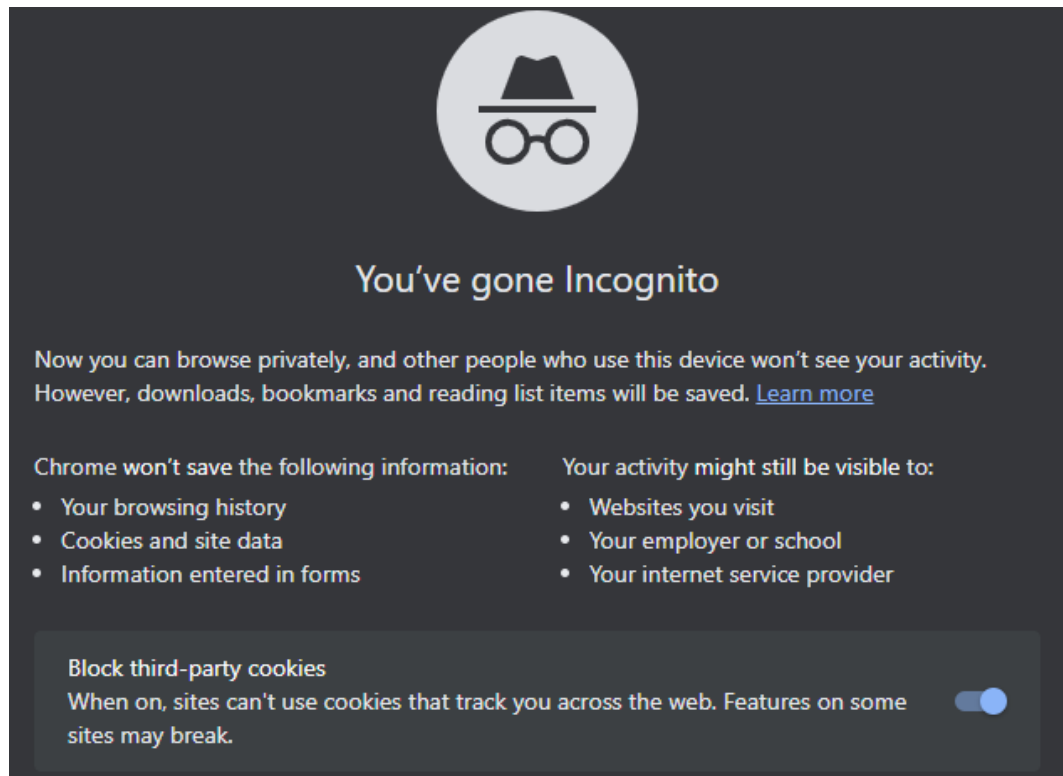 You've gone Incognito
Now you can browse privately, and other people who use this device won't see your activity.
However, downloads, bookmarks and reading list items will be saved. Learn more
Chrome won't save the following information:
• Your browsing history
• Cookies and site data
• Information entered in forms
Your activity might still be visible to:
• Websites you visit
• Your employer or school
• Your internet service provider
Block third-party cookies
When on, sites can't use cookies that track you across the web. Features on some
sites may break.